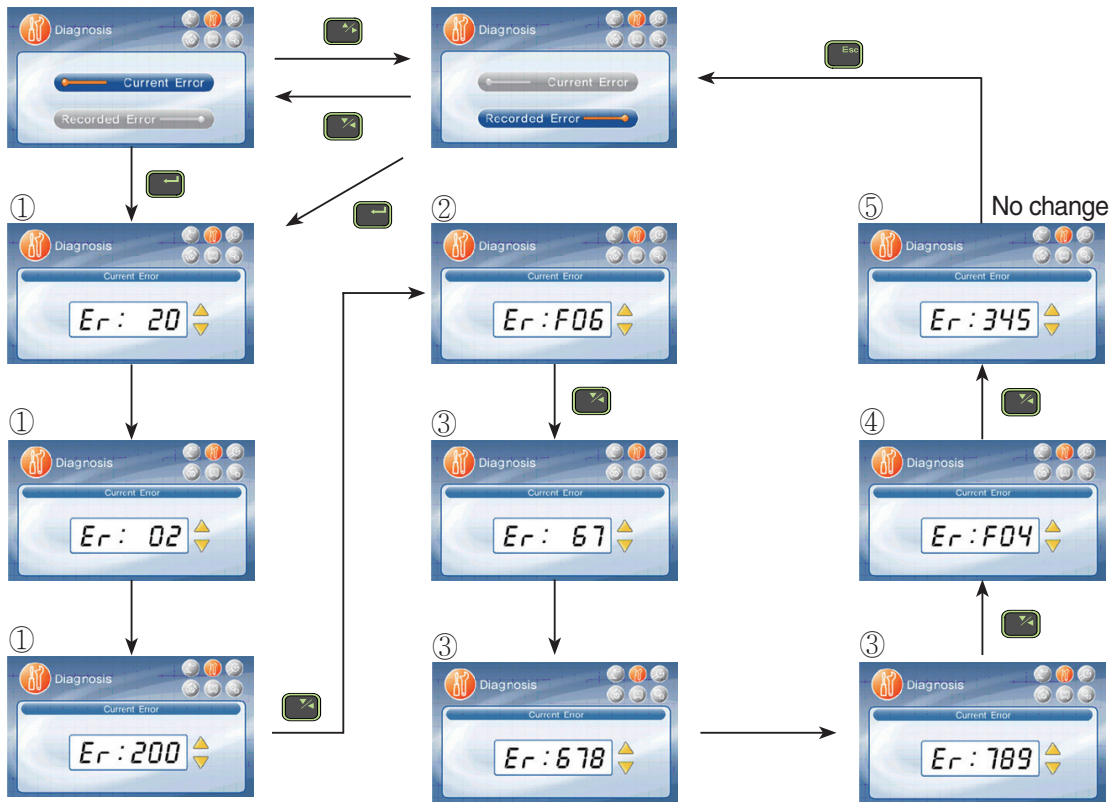 Diagnosis
Current Error
Recorded Error
Diagnosis
Current Error
Recorded Error
Esc
①
Diagnosis
Current Error
Er: 20
②
Diagnosis
Current Error
Er:F06
⑤
No change
Diagnosis
Current Error
Er:345
①
Diagnosis
Current Error
Er: 02
③
Diagnosis
Current Error
Er: 67
④
Diagnosis
Current Error
Er:F04
①
Diagnosis
Current Error
Er:200
③
Diagnosis
Current Error
Er:678
③
Diagnosis
Current Error
Er:789